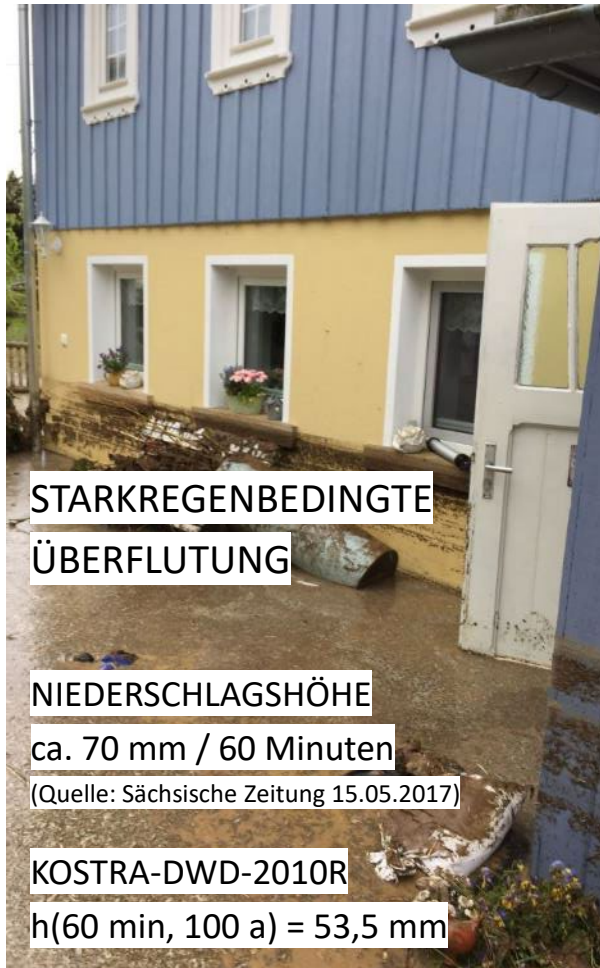 STARKREGENBEDINGTE
ÜBERFLUTUNG
NIEDERSCHLAGSHÖHE
ca. 70 mm / 60 Minuten
(Quelle: Sächsische Zeitung 15.05.2017)
KOSTRA-DWD-2010R
h(60 min, 100 a) = 53,5 mm